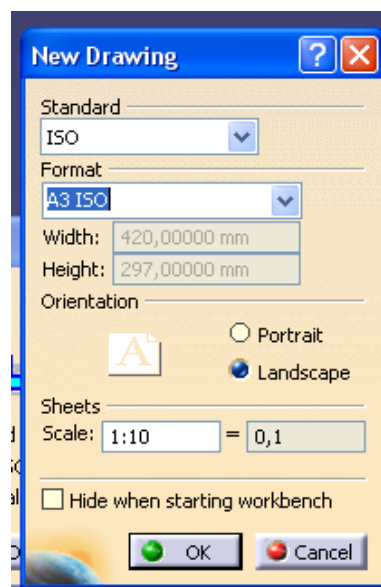 New Drawing
Standard
ISO
Format
A3 ISO
Width: 420,00000 mm
Height: 297,00000 mm
Orientation
A
Portrait
Landscape
Sheets
Scale: 1:10 = 0,1
Hide when starting workbench
OK Cancel